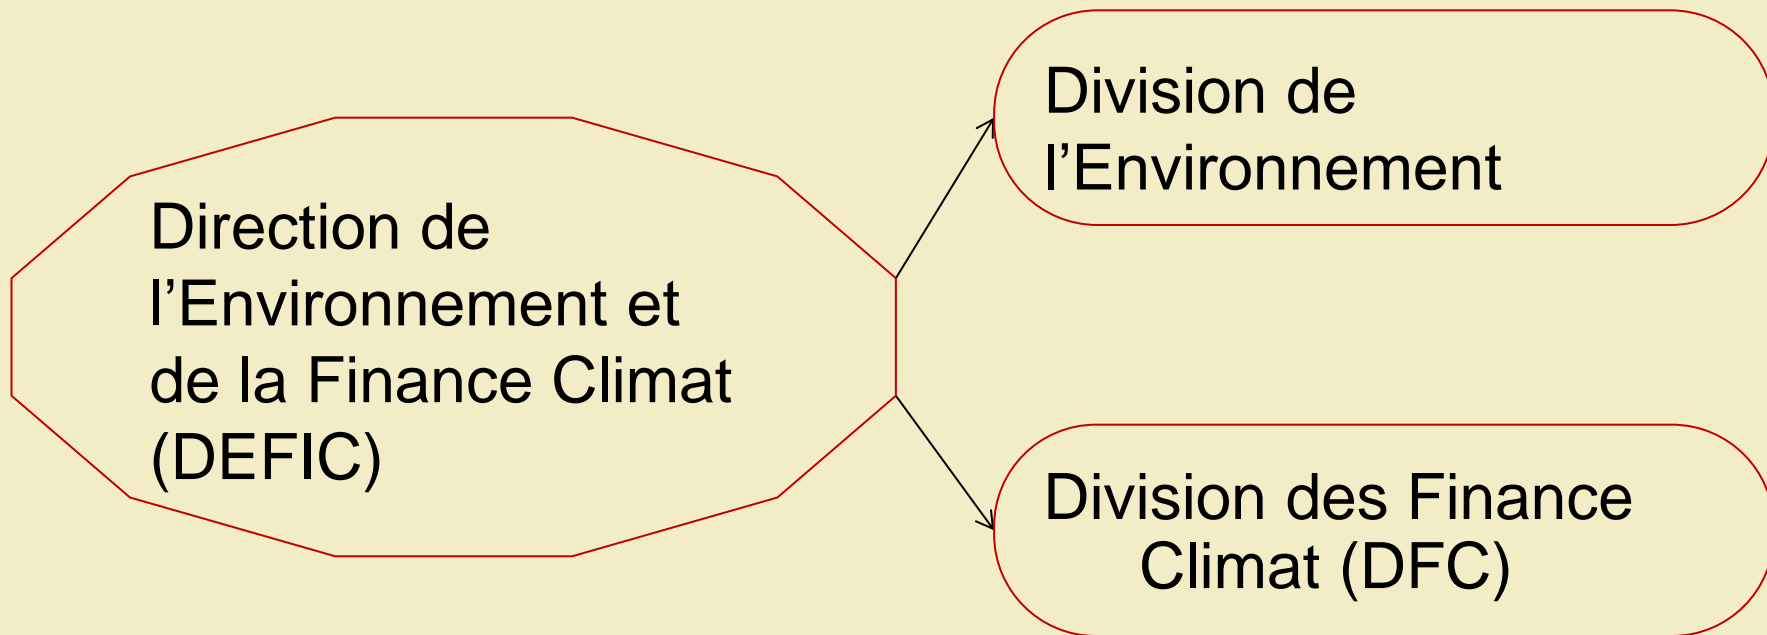 Direction de
l’Environnement et
de la Finance Climat
(DEFIC)
Division de
l’Environnement
Division des Finance
Climat (DFC)